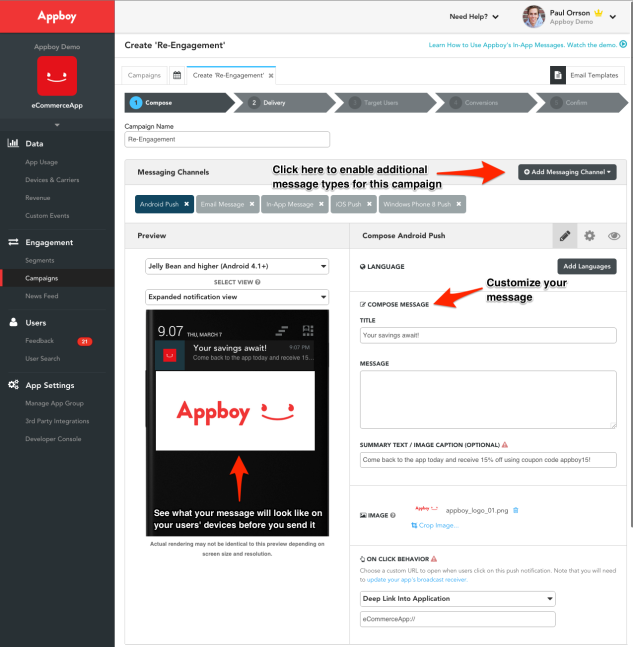 Appboy
Need Help?
Paul Orrson
Appboy Demo
Appboy Demo
eCommerceApp
Create 'Re-Engagement'
Learn How to Use Appboy's In-App Messages. Watch the demo.
Campaigns
Create 'Re-Engagement' ×
Email Templates
1 Compose
2 Delivery
3 Target Users
4 Conversions
5 Confirm
Campaign Name
Re-Engagement
Data
App Usage
Devices & Carriers
Revenue
Custom Events
Engagement
Segments
Campaigns
News Feed
Users
Feedback 21
User Search
App Settings
Manage App Group
3rd Party Integrations
Developer Console
Messaging Channels
Click here to enable additional
message types for this campaign
Add Messaging Channel
Android Push ×
Email Message ×
In-App Message ×
iOS Push ×
Windows Phone 8 Push ×
Preview
Jelly Bean and higher (Android 4.1+)
SELECT VIEW
Expanded notification view
9.07 THU, MARCH 7
Your savings await! 9:07 PM
Come back to the app today and receive 15...
Appboy
See what your message will look like on
your users' devices before you send it
Actual rendering may not be identical to this preview depending on
screen size and resolution.
Compose Android Push
LANGUAGE
Add Languages
Customize your
message
COMPOSE MESSAGE
TITLE
Your savings await!
MESSAGE
SUMMARY TEXT / IMAGE CAPTION (OPTIONAL)
Come back to the app today and receive 15% off using coupon code appboy15!
IMAGE
Appboy
appboy_logo_01.png
Crop Image...
ON CLICK BEHAVIOR
Choose a custom URL to open when users click on this push notification. Note that you will need
to update your app's broadcast receiver.
Deep Link Into Application
eCommerceApp://